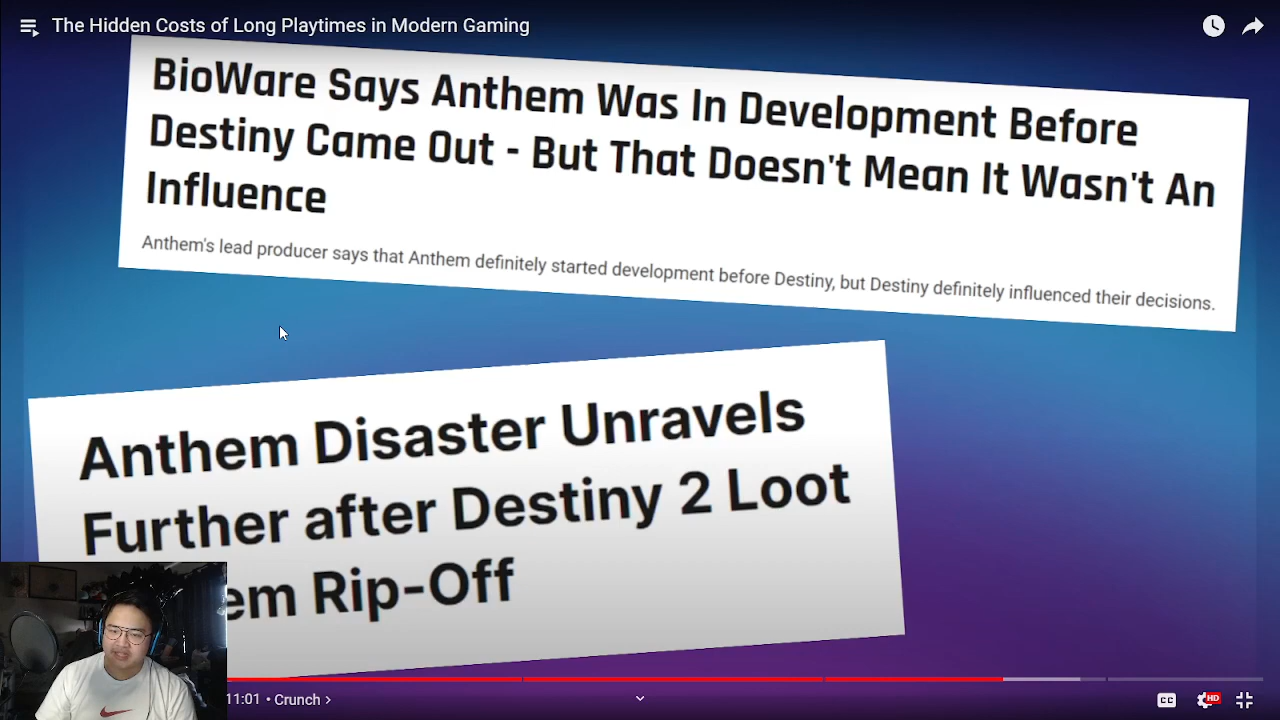 The Hidden Costs of Long Playtimes in Modern Gaming
BioWare Says Anthem Was In Development Before
Destiny Came Out - But That Doesn't Mean It Wasn't An
Influence
Anthem's lead producer says that Anthem definitely started development before Destiny, but Destiny definitely influenced their decisions.
Anthem Disaster Unravels
Further after Destiny 2 Loot
em Rip-Off
11:01 • Crunch >
CC
HD